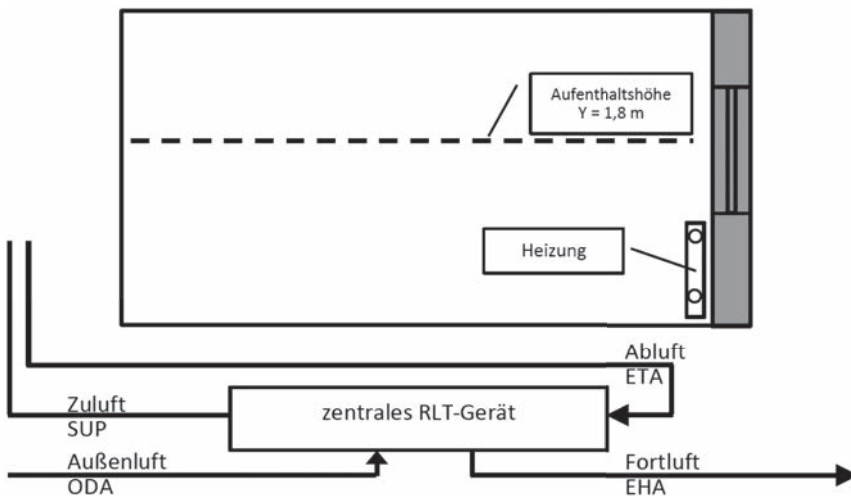 Aufenthaltshöhe
Y = 1,8 m
Heizung
Abluft
ETA
Zuluft
SUP
zentrales RLT-Gerät
Außenluft
ODA
Fortluft
EHA